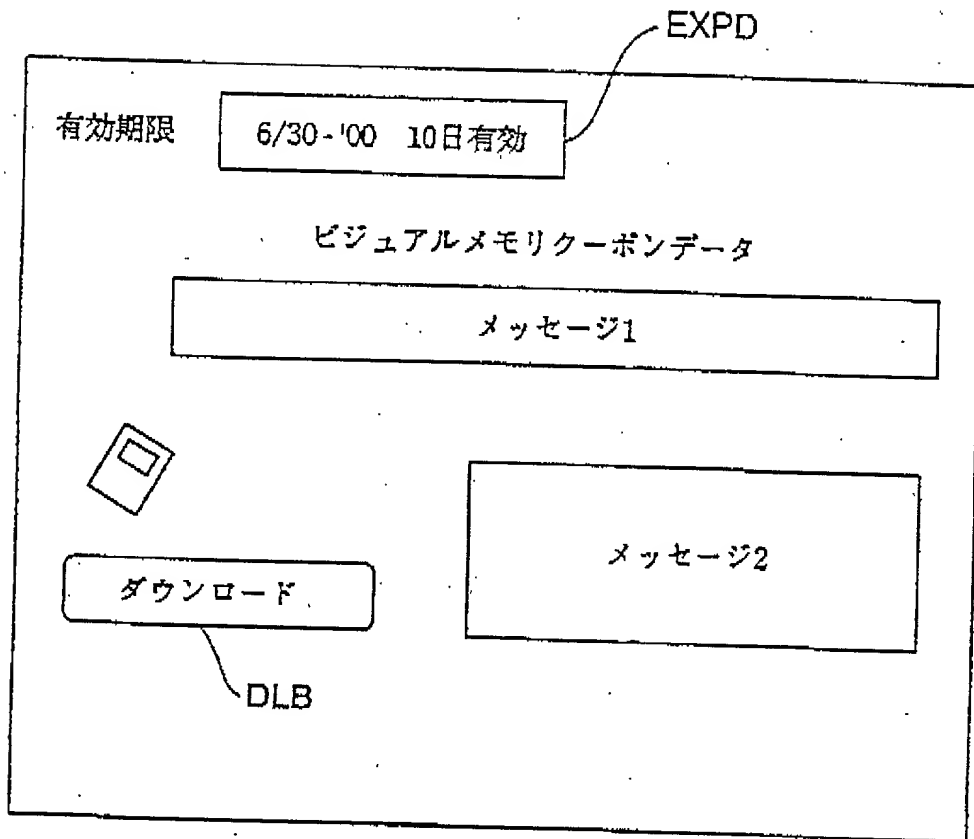 EXPD
有効期限
6/30-'00 10日有効
ビジュアルメモリクーポンデータ
メッセージ1
メッセージ2
ダウンロード
DLB